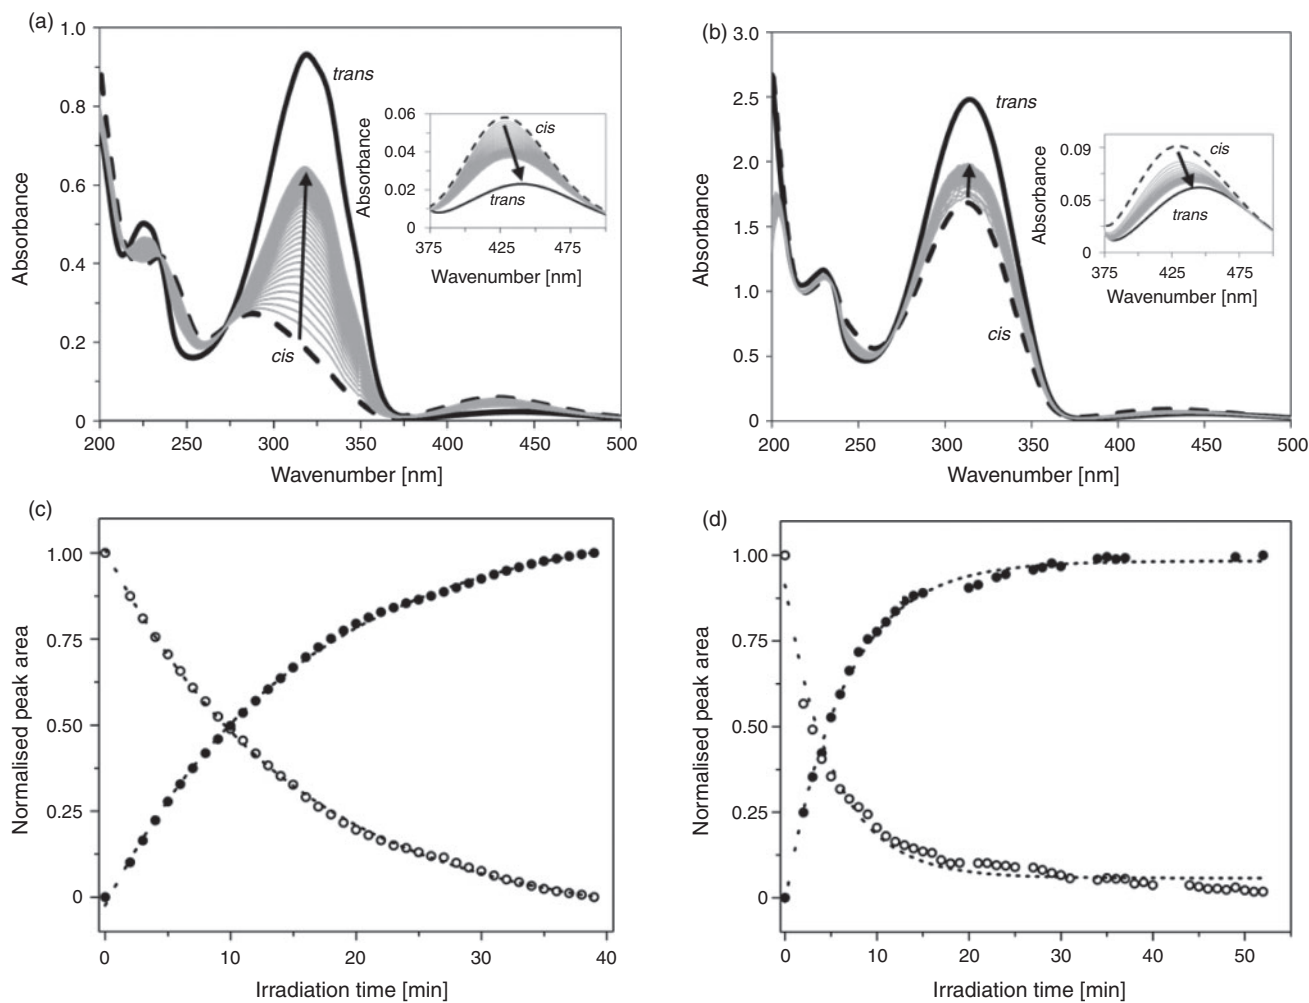 (a)
1.0
0.8
0.6
0.4
0.2
0
Absorbance
200 250 300 350 400 450 500
Wavenumber [nm]
trans
cis
0.06
0.04
0.02
0
Absorbance
cis
trans
375 425 475
Wavenumber [nm]
(b)
3.0
2.5
2.0
1.5
1.0
0.5
0
Absorbance
200 250 300 350 400 450 500
Wavenumber [nm]
trans
cis
0.09
0.05
0
Absorbance
cis
trans
375 425 475
Wavenumber [nm]
(c)
1.00
0.75
0.50
0.25
0
Normalised peak area
0 10 20 30 40
Irradiation time [min]
(d)
1.00
0.75
0.50
0.25
0
Normalised peak area
0 10 20 30 40 50
Irradiation time [min]